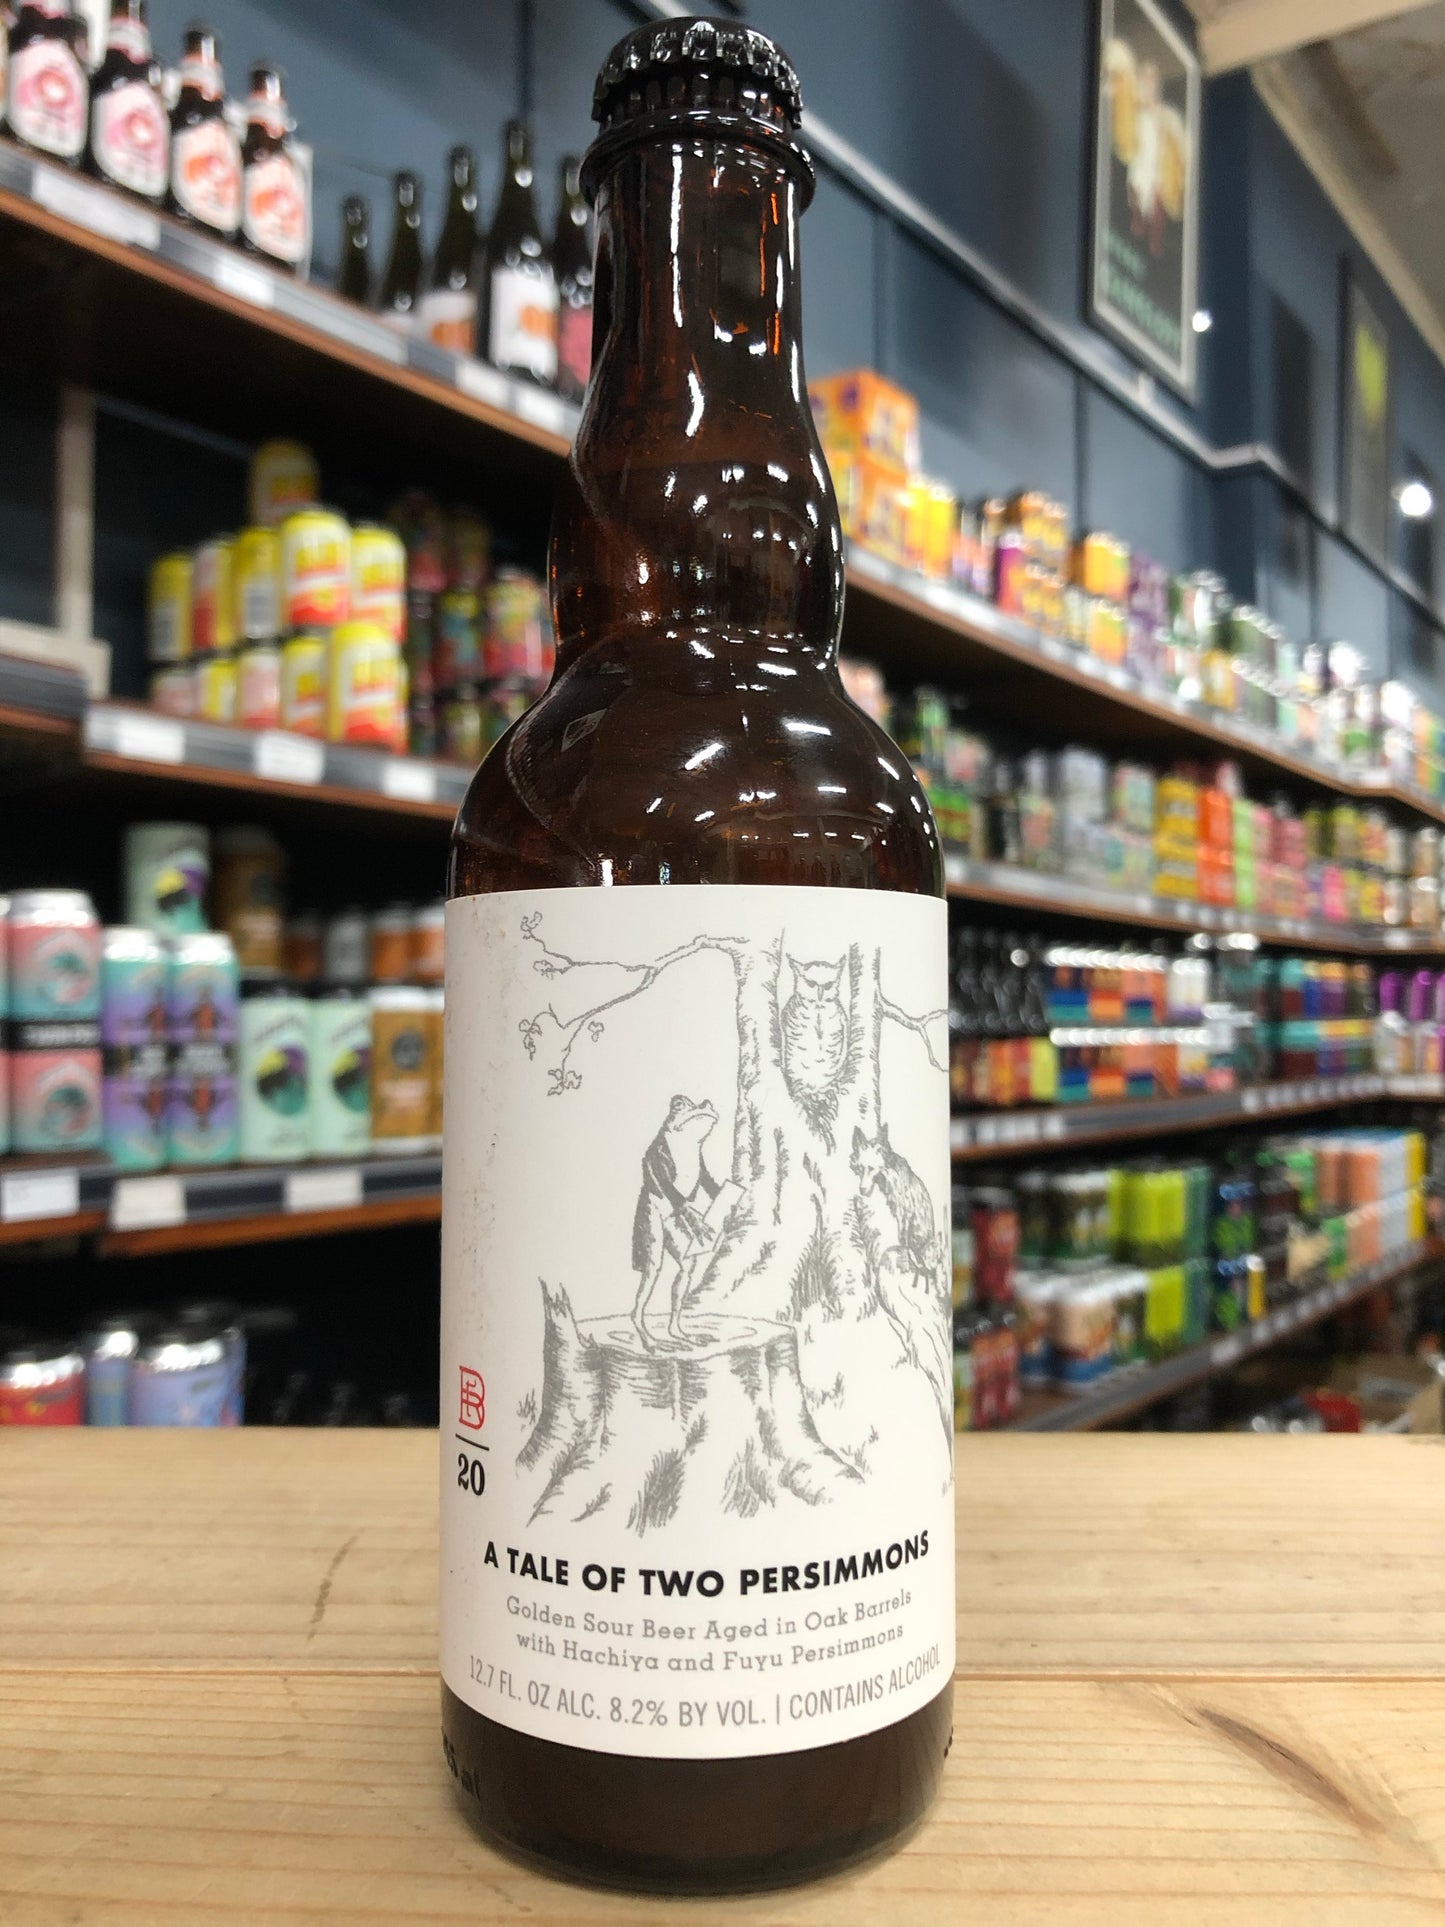 B
20
A TALE OF TWO PERSIMMONS
Golden Sour Beer Aged in Oak Barrels
with Hachiya and Fuyu Persimmons
12.7 FL. OZ ALC. 8.2% BY VOL. | CONTAINS ALCOHOL